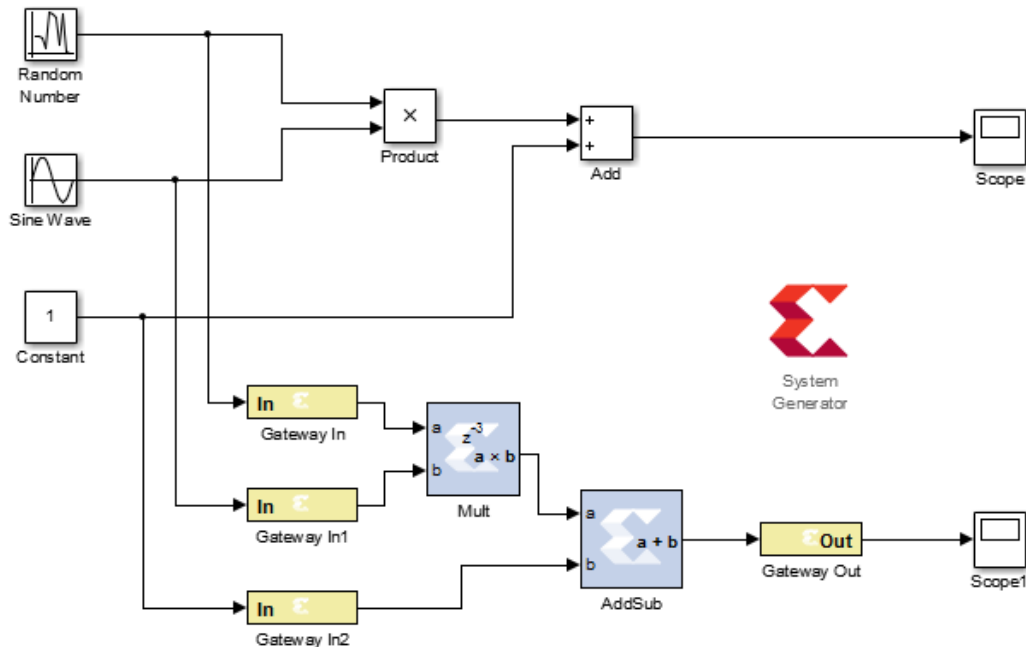 Random
Number
×
Product
+
+
Add
Scope
Sine Wave
1
Constant
System
Generator
In
Gateway In
a
b
z-3
a × b
Mult
In
Gateway In1
a
b
a + b
AddSub
Out
Gateway Out
Scope1
In
Gateway In2